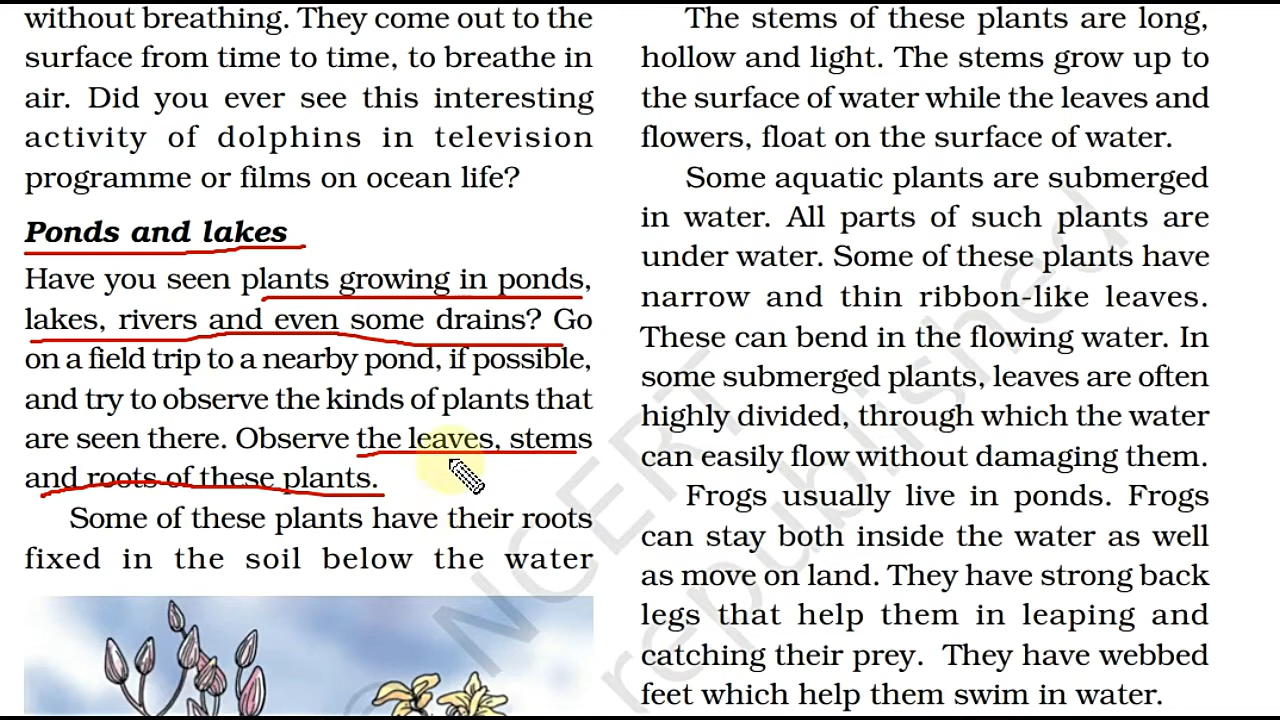 without breathing. They come out to the
surface from time to time, to breathe in
air. Did you ever see this interesting
activity of dolphins in television
programme or films on ocean life?
Ponds and lakes
Have you seen plants growing in ponds,
lakes, rivers and even some drains? Go
on a field trip to a nearby pond, if possible,
and try to observe the kinds of plants that
are seen there. Observe the leaves, stems
and roots of these plants.
Some of these plants have their roots
fixed in the soil below the water
The stems of these plants are long,
hollow and light. The stems grow up to
the surface of water while the leaves and
flowers, float on the surface of water.
Some aquatic plants are submerged
in water. All parts of such plants are
under water. Some of these plants have
narrow and thin ribbon-like leaves.
These can bend in the flowing water. In
some submerged plants, leaves are often
highly divided, through which the water
can easily flow without damaging them.
Frogs usually live in ponds. Frogs
can stay both inside the water as well
as move on land. They have strong back
legs that help them in leaping and
catching their prey. They have webbed
feet which help them swim in water.
© NCERT
republished